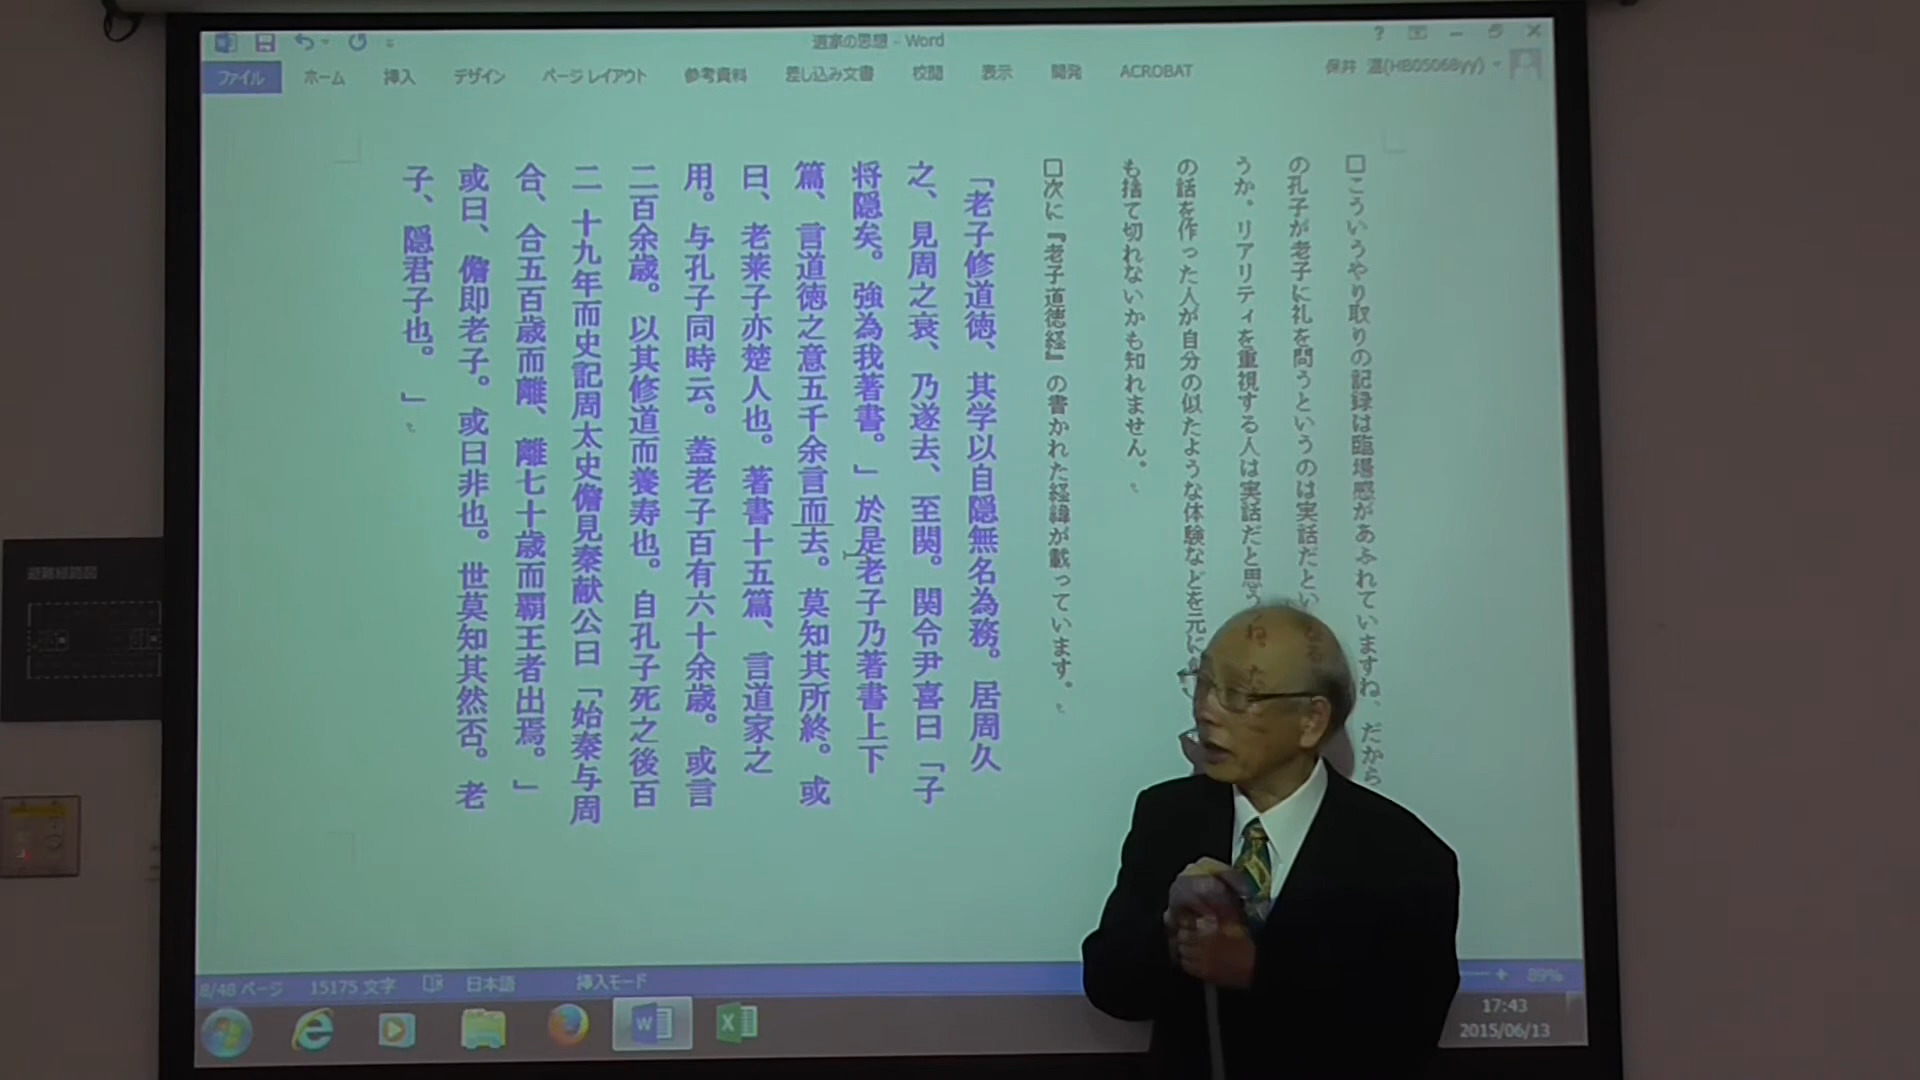 道家の思想 - Word
ファイル
ホーム
挿入
デザイン
ページ レイアウト
参考資料
差し込み文書
校閲
表示
開発
ACROBAT
□こういうやり取りの記録は臨場感があふれていますね、だから
の孔子が老子に礼を問うというのは実話だとい なる
うか。リアリティを重視する人は実話だと思う ね。た
の話を作った人が自分の似たような体験などを元に
も捨て切れないかも知れません。
□次に『老子道徳経』の書かれた経緯が載っています。
「老子修道徳、其学以自隠無名為務。居周久
之、見周之衰、乃遂去、至関。関令尹喜曰「子
将隠矣。強為我著書。」於是老子乃著書上下
篇、言道徳之意五千余言而去。莫知其所終。或
曰、老莱子亦楚人也。著書十五篇、言道家之
用。与孔子同時云。蓋老子百有六十余歳。或言
二百余歳。以其修道而養寿也。自孔子死之後百
二十九年而史記周太史儋見秦献公曰「始秦与周
合、合五百歳而離、離七十歳而覇王者出焉。」
或曰、儋即老子。或曰非也。世莫知其然否。老
子、隠君子也。」
8/48 ページ
15175 文字
日本語
挿入モード
89%
17:43
2015/06/13
避難経路図